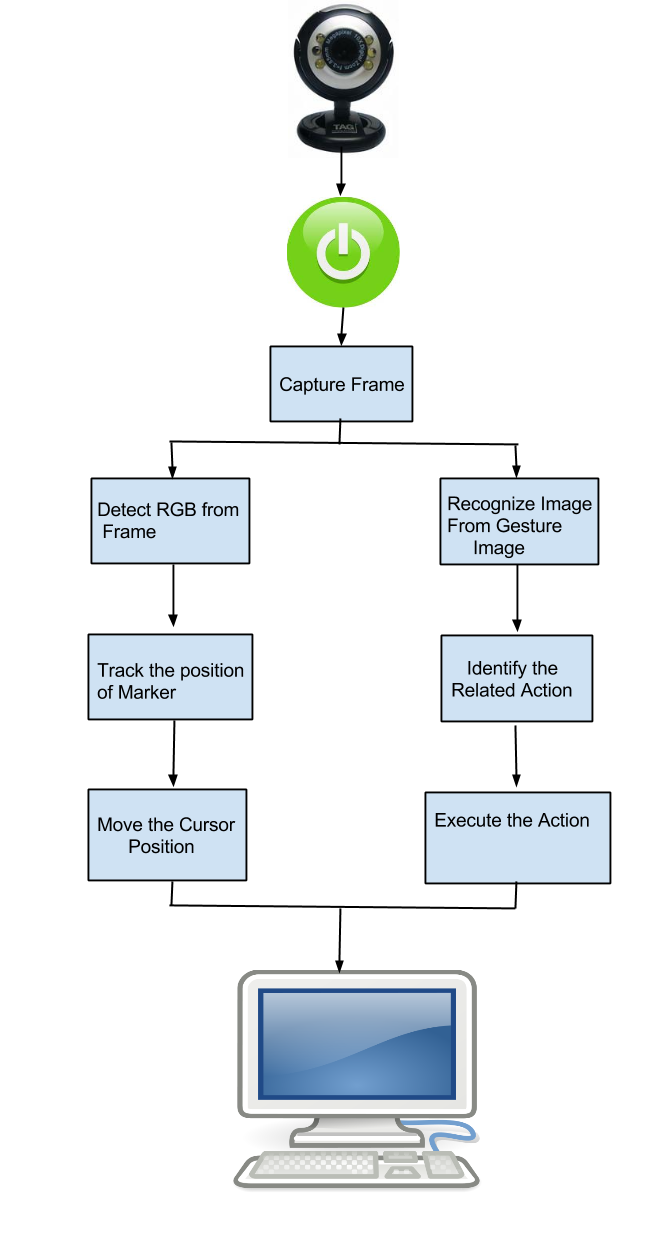 TAG
Capture Frame
Detect RGB from
Frame
Recognize Image
From Gesture
Image
Track the position
of Marker
Identify the
Related Action
Move the Cursor
Position
Execute the Action